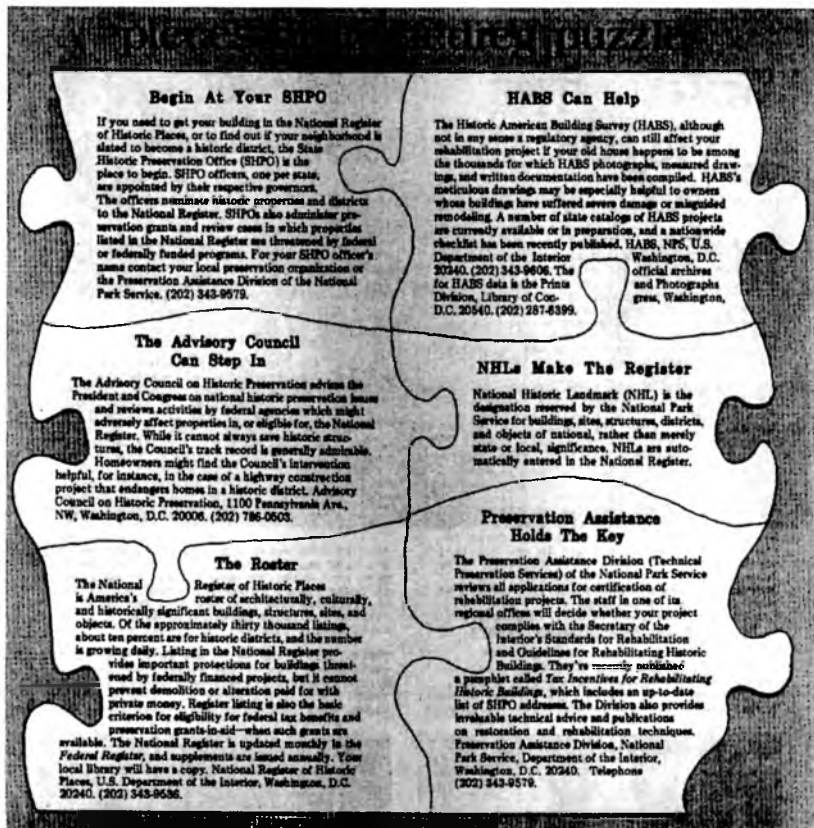 pieces puzzle
Begin At Your SHPO
If you need to get your building in the National Register
of Historic Places, or to find out if your neighborhood is
slated to become a historic district, the State
Historic Preservation Office (SHPO) is the
place to begin. SHPO officers, one per state,
are appointed by their respective governors.
The officers nominate historic properties and districts
to the National Register. SHPOs also administer pre-
servation grants and review cases in which properties
listed in the National Register are threatened by federal
or federally funded programs. For your SHPO officer's
name contact your local preservation organization or
the Preservation Assistance Division of the National
Park Service. (202) 343-9579.
The Advisory Council
Can Step In
The Advisory Council on Historic Preservation advises the
President and Congress on national historic preservation issues
and reviews activities by federal agencies which might
adversely affect properties in, or eligible for, the National
Register. While it cannot always save historic struc-
tures, the Council's track record is generally admirable.
Homeowners might find the Council's intervention
helpful, for instance, in the case of a highway construction
project that endangers homes in a historic district. Advisory
Council on Historic Preservation, 1100 Pennsylvania Ave.,
NW, Washington, D.C. 20006. (202) 786-0503.
The Roster
The National Register of Historic Places
is America's roster of architecturally, culturally,
and historically significant buildings, structures, sites, and
objects. Of the approximately thirty thousand listings,
about ten percent are for historic districts, and the number
is growing daily. Listing in the National Register pro-
vides important protections for buildings threat-
ened by federally financed projects, but it cannot
prevent demolition or alteration paid for with
private money. Register listing is also the basic
criterion for eligibility for federal tax benefits and
preservation grants-in-aid—when such grants are
available. The National Register is updated monthly in the
Federal Register, and supplements are issued annually. Your
local library will have a copy. National Register of Historic
Places, U.S. Department of the Interior, Washington, D.C.
20240. (202) 343-9536.
HABS Can Help
The Historic American Building Survey (HABS), although
not in any sense a regulatory agency, can still affect your
rehabilitation project if your old house happens to be among
the thousands for which HABS photographs, measured draw-
ings, and written documentation have been compiled. HABS's
meticulous drawings may be especially helpful to owners
whose buildings have suffered severe damage or misguided
remodeling. A number of state catalogs of HABS projects
are currently available or in preparation, and a nationwide
checklist has been recently published. HABS, NPS, U.S.
Department of the Interior Washington, D.C.
20240. (202) 343-9606. The official archives
for HABS data is the Prints and Photographs
Division, Library of Con- gress, Washington,
D.C. 20540. (202) 287-6399.
NHLs Make The Register
National Historic Landmark (NHL) is the
designation reserved by the National Park
Service for buildings, sites, structures, districts,
and objects of national, rather than merely
state or local, significance. NHLs are auto-
matically entered in the National Register.
Preservation Assistance
Holds The Key
The Preservation Assistance Division (Technical
Preservation Services) of the National Park Service
reviews all applications for certification of
rehabilitation projects. The staff in one of its
regional offices will decide whether your project
complies with the Secretary of the
Interior's Standards for Rehabilitation
and Guidelines for Rehabilitating Historic
Buildings. They've recently published
a pamphlet called Tax Incentives for Rehabilitating
Historic Buildings, which includes an up-to-date
list of SHPO addresses. The Division also provides
invaluable technical advice and publications
on restoration and rehabilitation techniques.
Preservation Assistance Division, National
Park Service, Department of the Interior,
Washington, D.C. 20240. Telephone
(202) 343-9579.